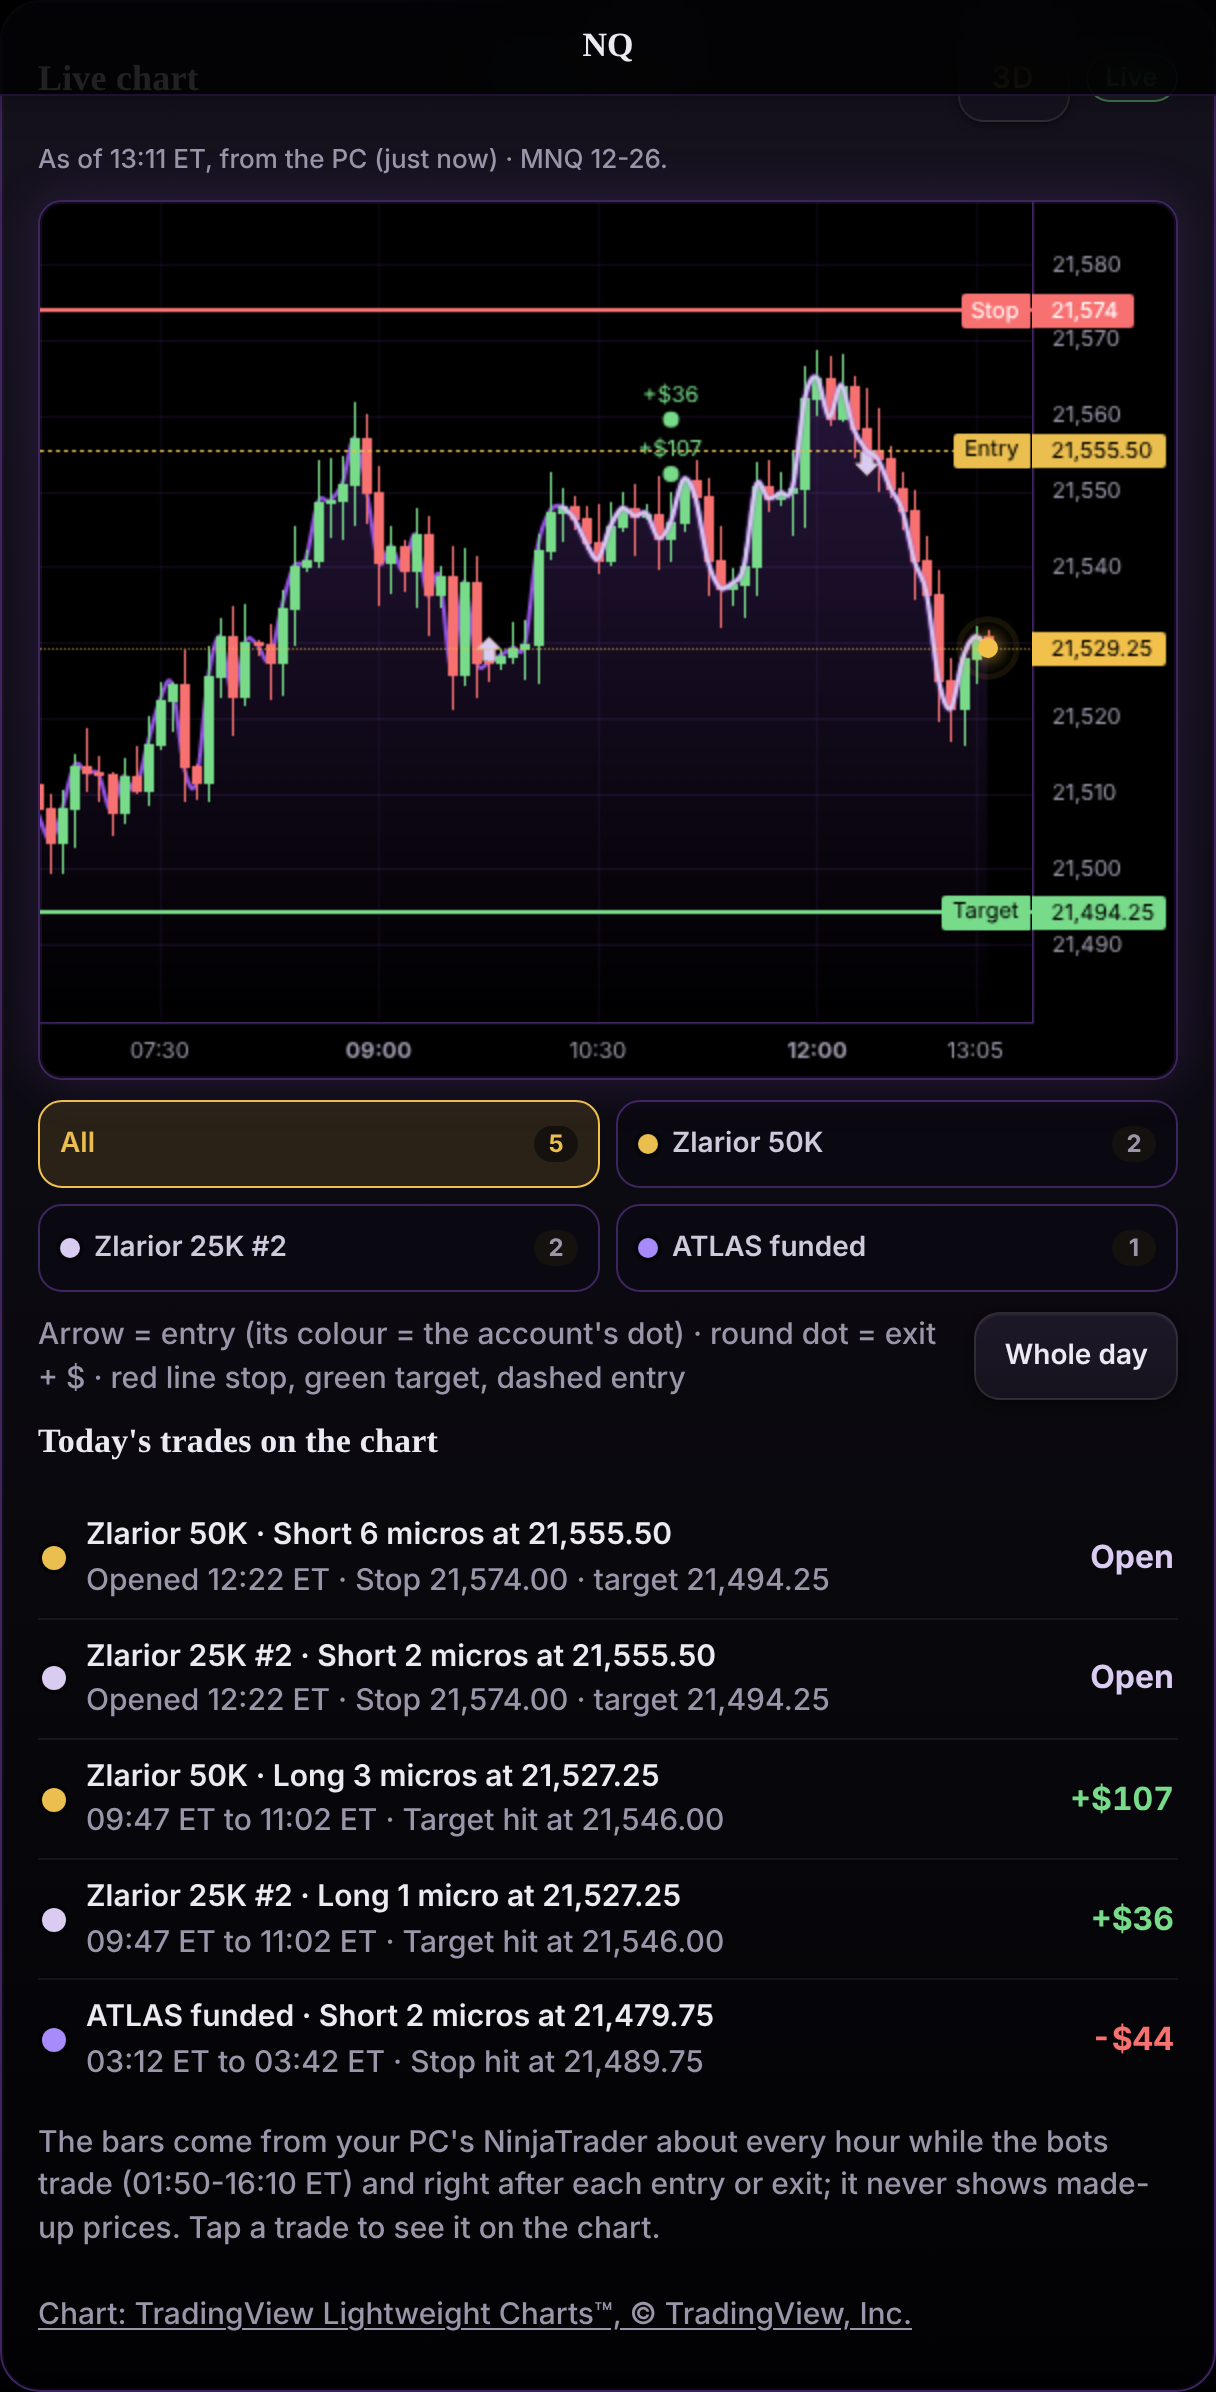 NQ
Live chart
3D
Live
As of 13:11 ET, from the PC (just now) · MNQ 12-26.
21,580
Stop
21,574
21,570
+$36
21,560
+$107
Entry
21,555.50
21,550
21,540
21,529.25
21,520
21,510
21,500
Target
21,494.25
21,490
07:30
09:00
10:30
12:00
13:05
All
5
Zlarior 50K
2
Zlarior 25K #2
2
ATLAS funded
1
Arrow = entry (its colour = the account's dot) · round dot = exit
+ $ · red line stop, green target, dashed entry
Whole day
Today's trades on the chart
Zlarior 50K · Short 6 micros at 21,555.50
Opened 12:22 ET · Stop 21,574.00 · target 21,494.25
Open
Zlarior 25K #2 · Short 2 micros at 21,555.50
Opened 12:22 ET · Stop 21,574.00 · target 21,494.25
Open
Zlarior 50K · Long 3 micros at 21,527.25
09:47 ET to 11:02 ET · Target hit at 21,546.00
+$107
Zlarior 25K #2 · Long 1 micro at 21,527.25
09:47 ET to 11:02 ET · Target hit at 21,546.00
+$36
ATLAS funded · Short 2 micros at 21,479.75
03:12 ET to 03:42 ET · Stop hit at 21,489.75
-$44
The bars come from your PC's NinjaTrader about every hour while the bots
trade (01:50-16:10 ET) and right after each entry or exit; it never shows made-
up prices. Tap a trade to see it on the chart.
Chart: TradingView Lightweight Charts™, © TradingView, Inc.